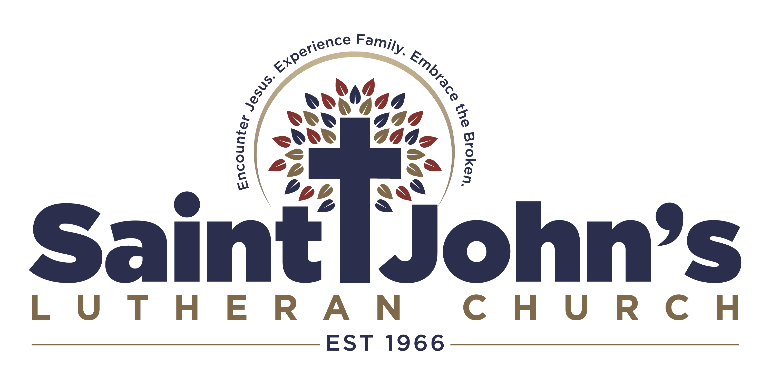 Encounter Jesus. Experience Family. Embrace the Broken.
Saint John's
LUTHERAN CHURCH
EST 1966